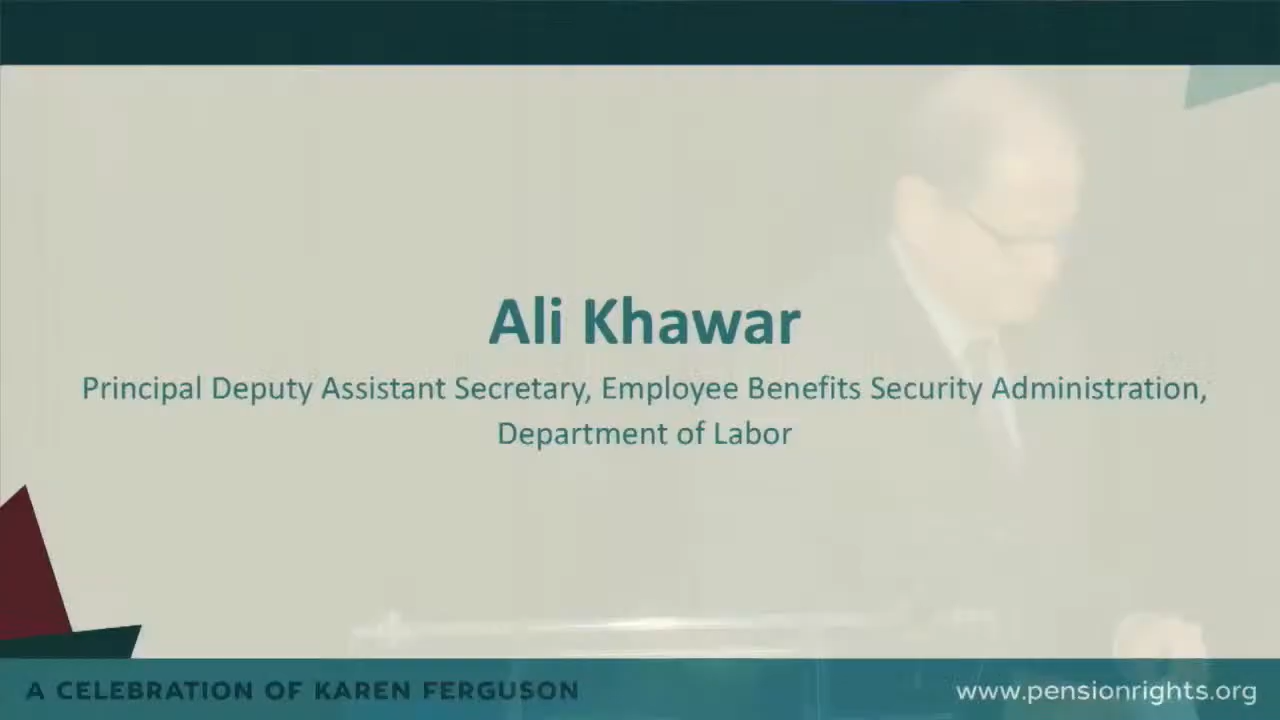 Ali Khawar
Principal Deputy Assistant Secretary, Employee Benefits Security Administration,
Department of Labor
A CELEBRATION OF KAREN FERGUSON
www.pensionrights.org